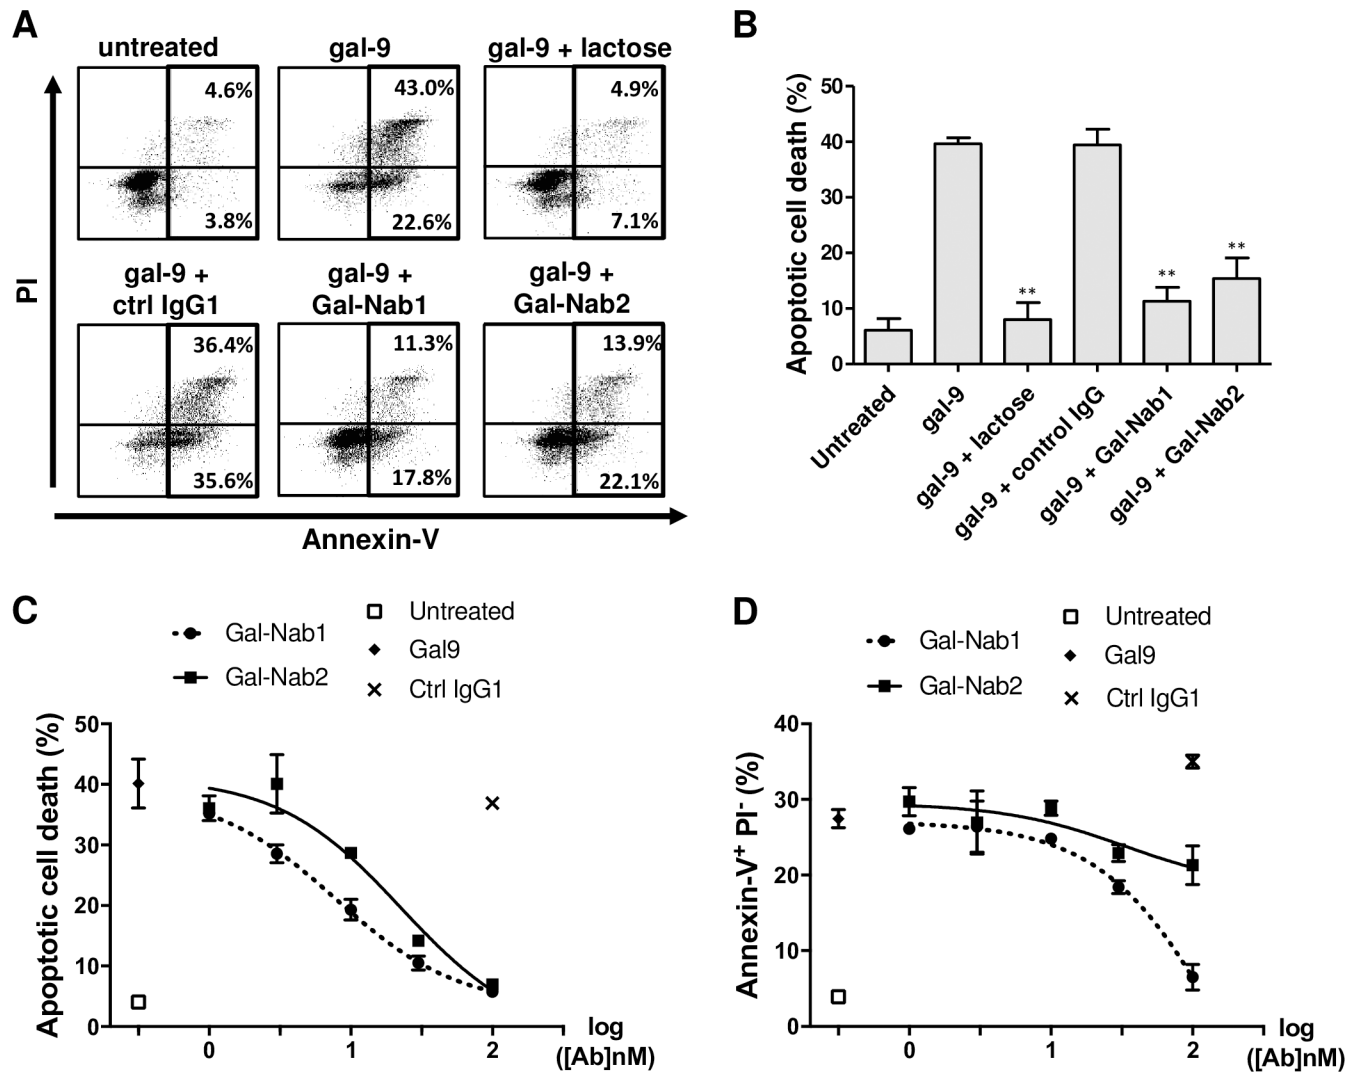 A
untreated
gal-9
gal-9 + lactose
4.6%
43.0%
4.9%
3.8%
22.6%
7.1%
gal-9 +
ctrl IgG1
gal-9 +
Gal-Nab1
gal-9 +
Gal-Nab2
36.4%
11.3%
13.9%
35.6%
17.8%
22.1%
PI
Annexin-V
B
Apoptotic cell death (%)
50
40
30
20
10
0
**
**
**
Untreated
gal-9
gal-9 + lactose
gal-9 + control IgG
gal-9 + Gal-Nab1
gal-9 + Gal-Nab2
C
Gal-Nab1
Gal-Nab2
Untreated
Gal9
Ctrl IgG1
Apoptotic cell death (%)
50
40
30
20
10
0
0
1
2
log
([Ab]nM)
D
Gal-Nab1
Gal-Nab2
Untreated
Gal9
Ctrl IgG1
Annexin-V⁺ PI⁻ (%)
40
30
20
10
0
0
1
2
log
([Ab]nM)